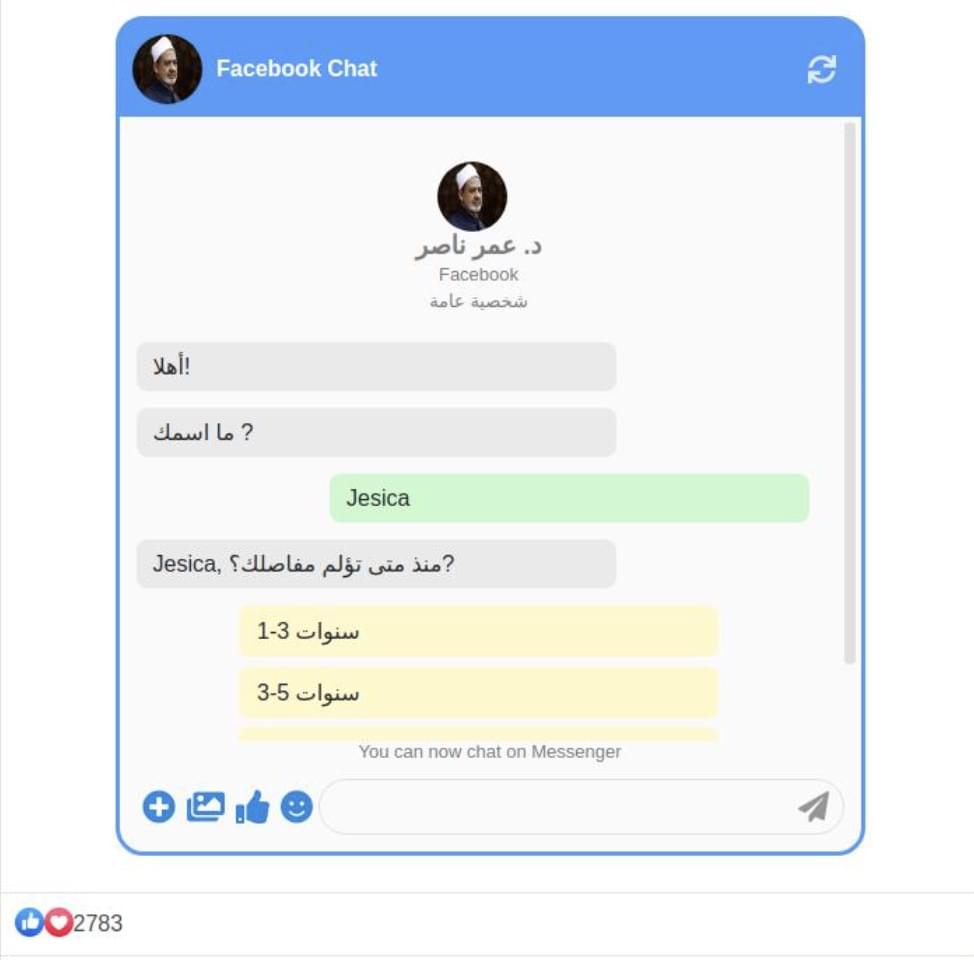 Facebook Chat
د. عمر ناصر
Facebook
شخصية عامة
أهلا!
ما اسمك ?
Jesica
Jesica, منذ متى تؤلم مفاصلك؟?
1-3 سنوات
3-5 سنوات
You can now chat on Messenger
2783